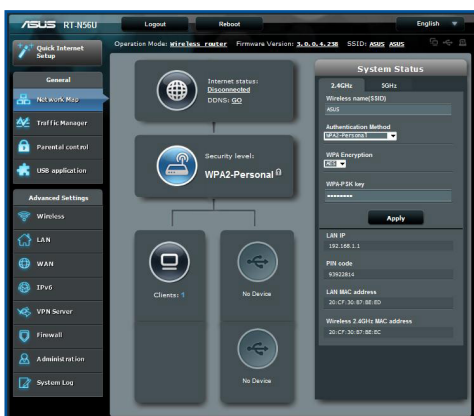 ASUS RT-N56U
Logout
Reboot
English
Quick Internet
Setup
Operation Mode: Wireless router Firmware Version: 3.0.0.4.238 SSID: ASUS ASUS
General
Network Map
Traffic Manager
Parental control
USB application
Advanced Settings
Wireless
LAN
WAN
IPv6
VPN Server
Firewall
Administration
System Log
Internet status:
Disconnected
DDNS: GO
Security level:
WPA2-Personal
Clients: 1
No Device
No Device
System Status
2.4GHz 5GHz
Wireless name(SSID)
ASUS
Authentication Method
WPA2-Personal
WPA Encryption
AES
WPA-PSK key
Apply
LAN IP
192.168.1.1
PIN code
93922814
LAN MAC address
20:CF:30:B7:BE:ED
Wireless 2.4GHz MAC address
20:CF:30:B7:BE:EC